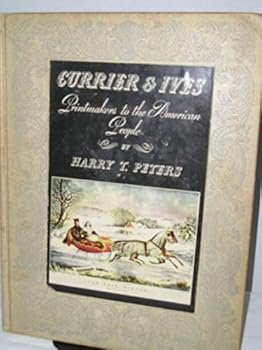 CURRIER & IVES
Printmakers to the American
People
BY
HARRY T. PETERS